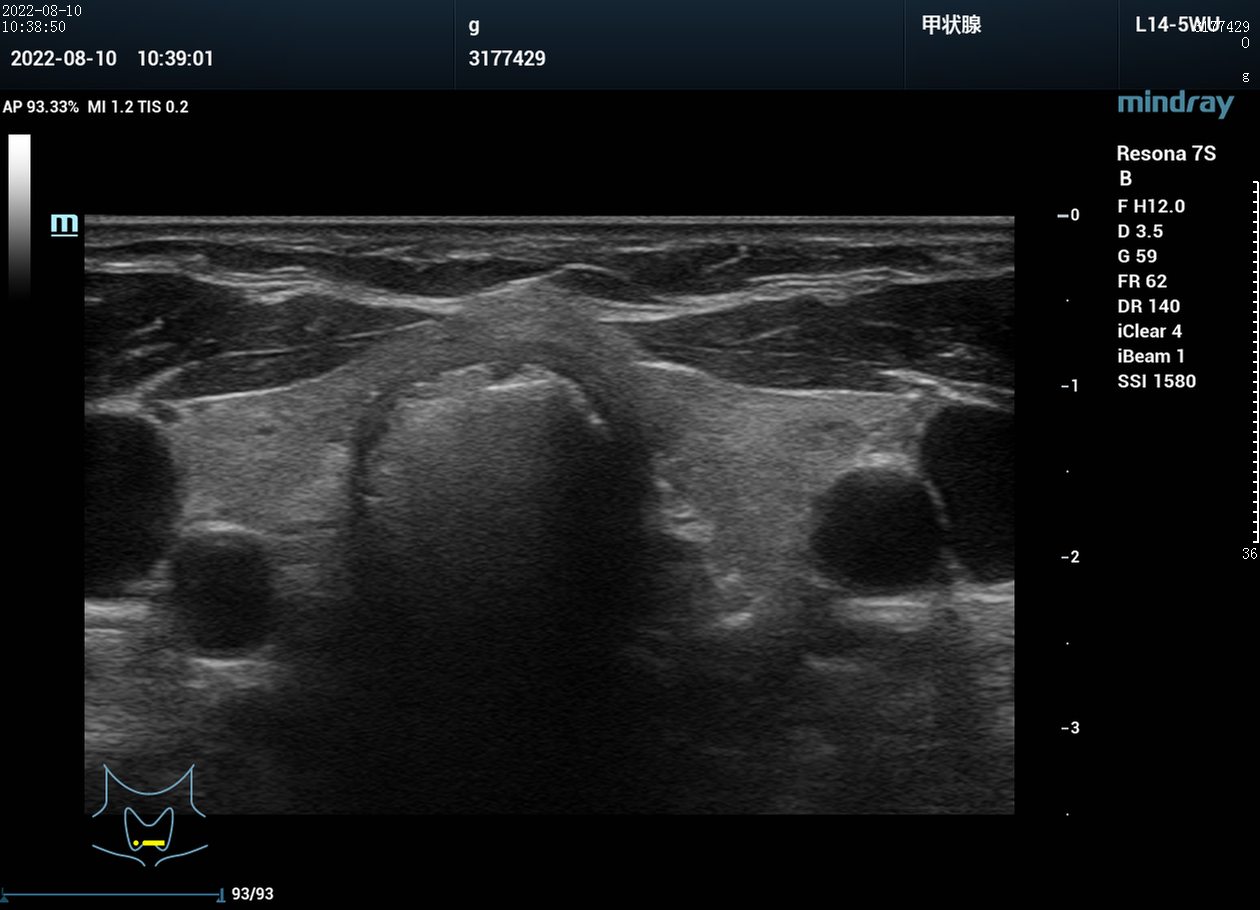 2022-08-10
10:38:50
g
甲状腺
L14-5WU
3177429
0
g
2022-08-10 10:39:01
3177429
AP 93.33% MI 1.2 TIS 0.2
mindray
Resona 7S
B
F H12.0
D 3.5
G 59
FR 62
DR 140
iClear 4
iBeam 1
SSI 1580
m
0
1
2
3
36
93/93